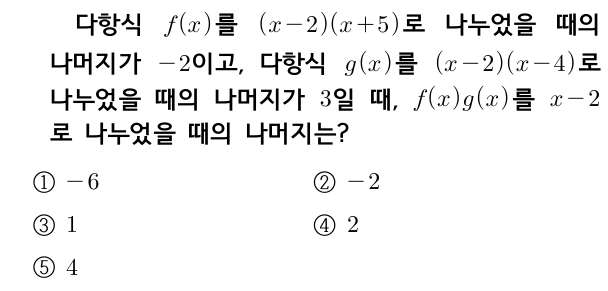 다항식 f(x)를 (x−2)(x+5)로 나누었을 때의
나머지가 −2이고, 다항식 g(x)를 (x−2)(x−4)로
나누었을 때의 나머지가 3일 때, f(x)g(x)를 x−2
로 나누었을 때의 나머지는?
① −6 ② −2
③ 1 ④ 2
⑤ 4